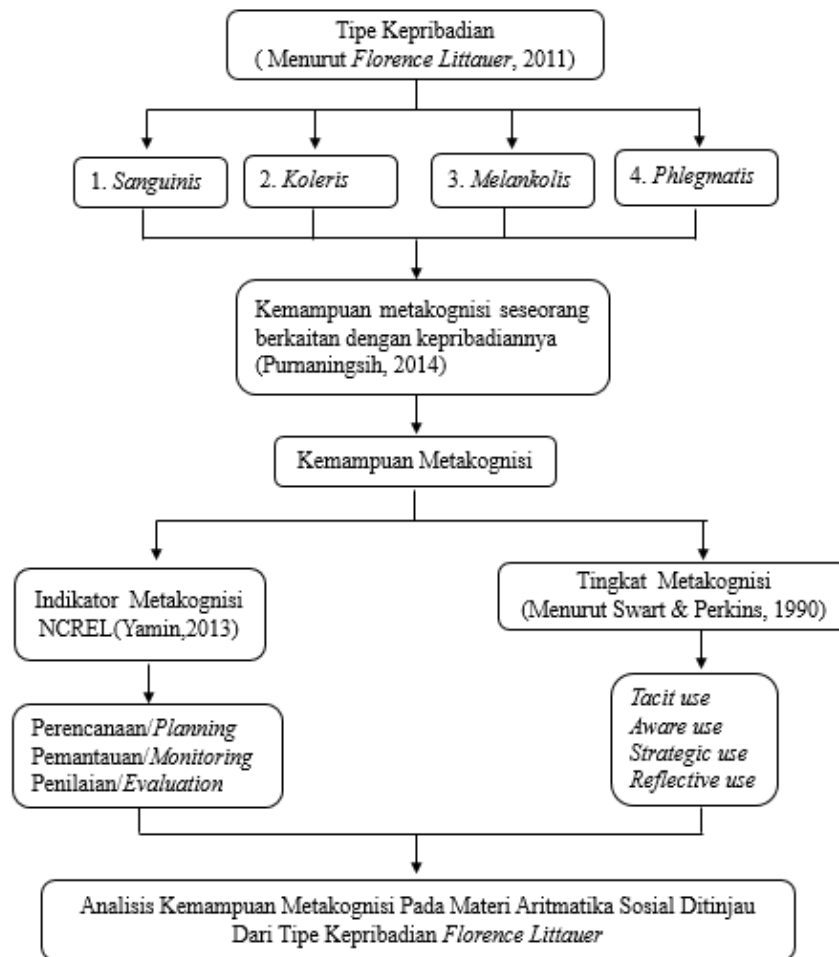 Tipe Kepribadian
( Menurut Florence Littauer, 2011)
1. Sanguinis
2. Koleris
3. Melankolis
4. Phlegmatis
Kemampuan metakognisi seseorang
berkaitan dengan kepribadiannya
(Purnaningsih, 2014)
Kemampuan Metakognisi
Indikator Metakognisi
NCREL(Yamin,2013)
Tingkat Metakognisi
(Menurut Swart & Perkins, 1990)
Perencanaan/Planning
Pemantauan/Monitoring
Penilaian/Evaluation
Tacit use
Aware use
Strategic use
Reflective use
Analisis Kemampuan Metakognisi Pada Materi Aritmatika Sosial Ditinjau
Dari Tipe Kepribadian Florence Littauer